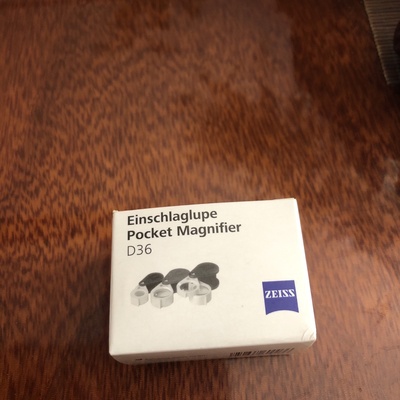 Einschlaglupe
Pocket Magnifier
D36
ZEISS